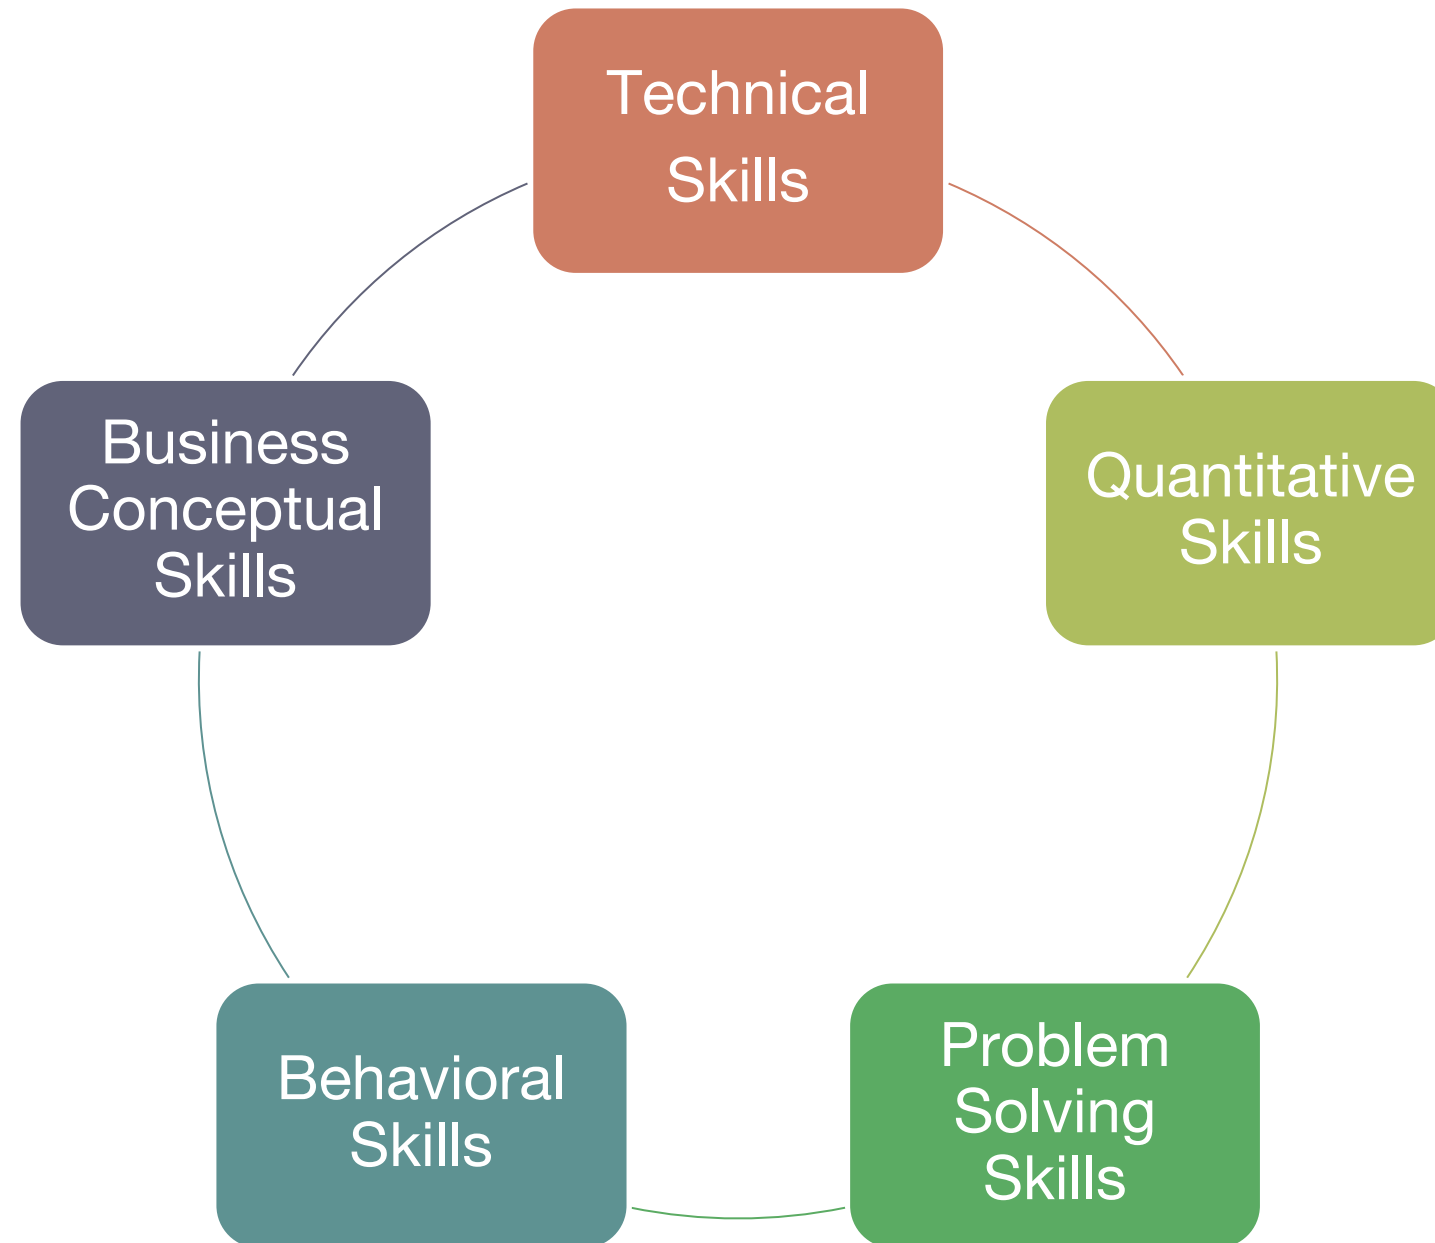 Technical
Skills
Quantitative
Skills
Problem
Solving
Skills
Behavioral
Skills
Business
Conceptual
Skills